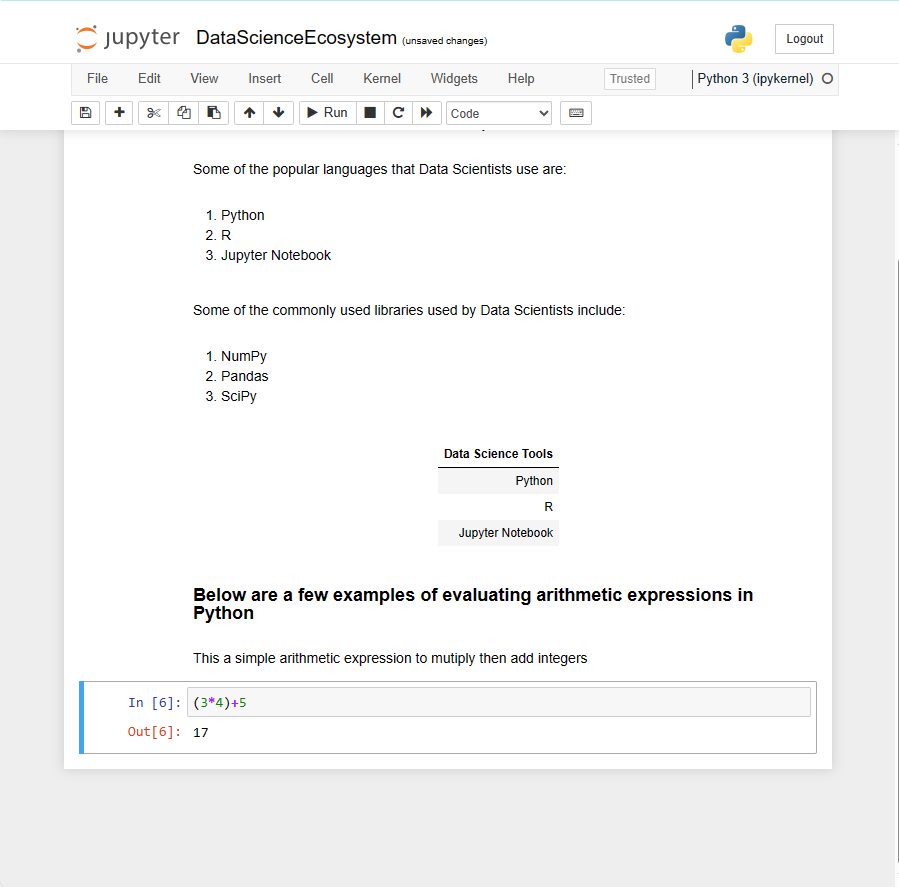 jupyter DataScienceEcosystem (unsaved changes) Logout
File Edit View Insert Cell Kernel Widgets Help Trusted Python 3 (ipykernel)
Run Code
Some of the popular languages that Data Scientists use are:
1. Python
2. R
3. Jupyter Notebook
Some of the commonly used libraries used by Data Scientists include:
1. NumPy
2. Pandas
3. SciPy
Data Science Tools
Python
R
Jupyter Notebook
Below are a few examples of evaluating arithmetic expressions in
Python
This a simple arithmetic expression to mutiply then add integers
In [6]: (3*4)+5
Out[6]: 17